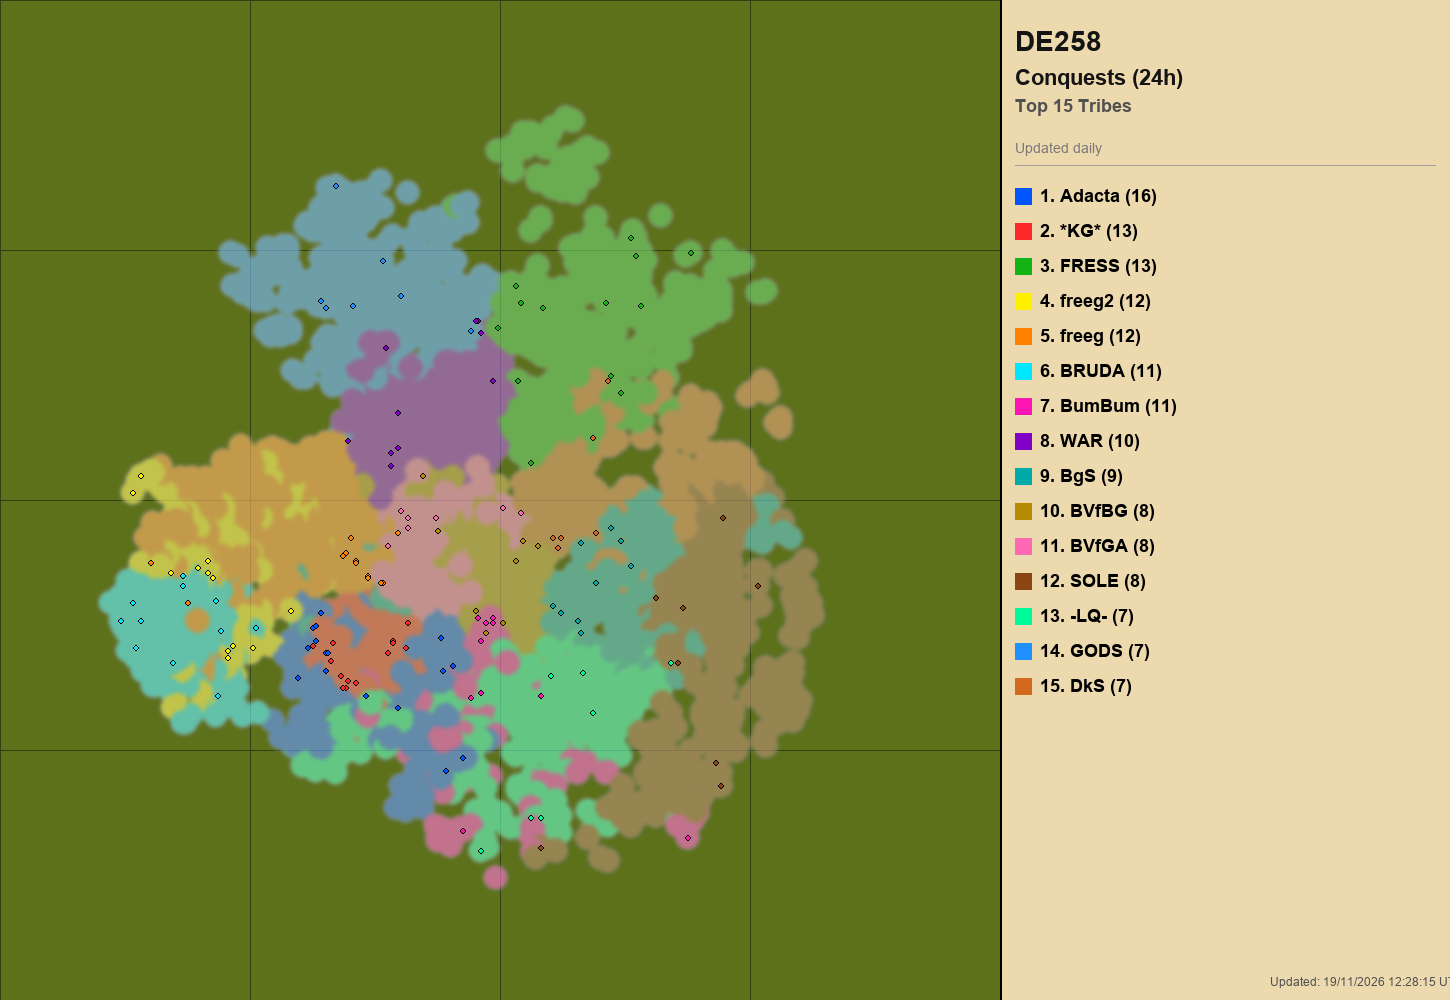 DE258
Conquests (24h)
Top 15 Tribes
Updated daily
1. Adacta (16)
2. *KG* (13)
3. FRESS (13)
4. freeg2 (12)
5. freeg (12)
6. BRUDA (11)
7. BumBum (11)
8. WAR (10)
9. BgS (9)
10. BVfBG (8)
11. BVfGA (8)
12. SOLE (8)
13. -LQ- (7)
14. GODS (7)
15. DkS (7)
Updated: 19/11/2026 12:28:15 U